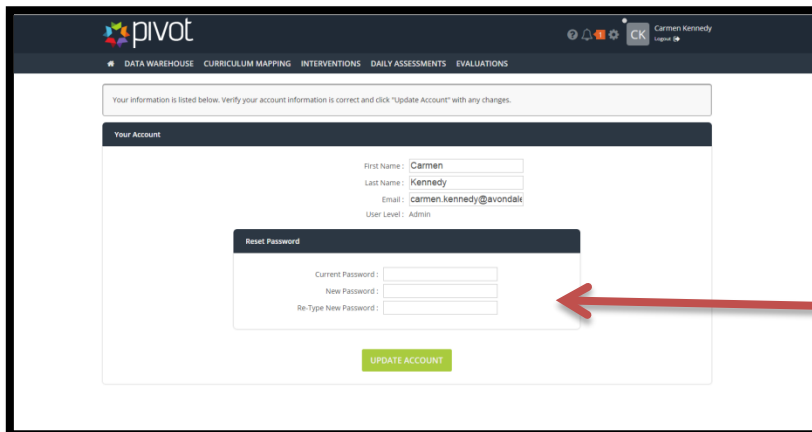 pivot
1
CK
Carmen Kennedy
Logout
DATA WAREHOUSE CURRICULUM MAPPING INTERVENTIONS DAILY ASSESSMENTS EVALUATIONS
Your information is listed below. Verify your account information is correct and click "Update Account" with any changes.
Your Account
First Name : Carmen
Last Name : Kennedy
Email : carmen.kennedy@avondale
User Level : Admin
Reset Password
Current Password :
New Password :
Re-Type New Password :
UPDATE ACCOUNT